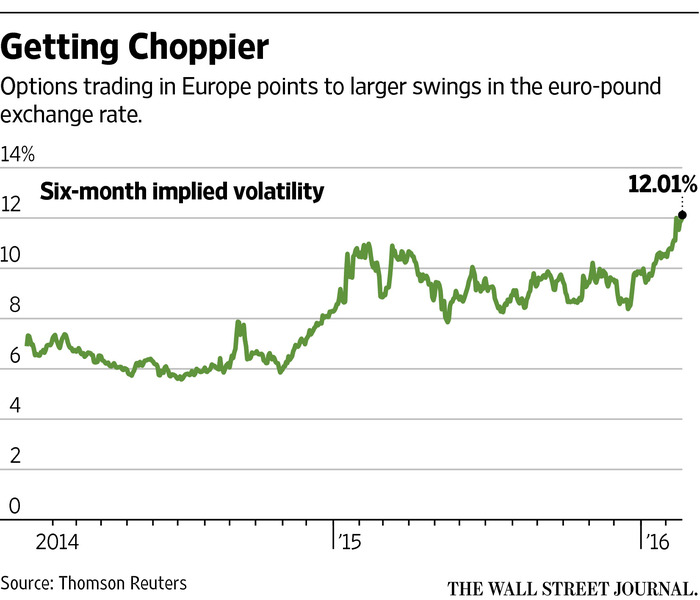 Getting Choppier
Options trading in Europe points to larger swings in the euro-pound
exchange rate.
14%
Six-month implied volatility
12.01%
12
10
8
6
4
2
0
2014
’15
’16
Source: Thomson Reuters
THE WALL STREET JOURNAL.